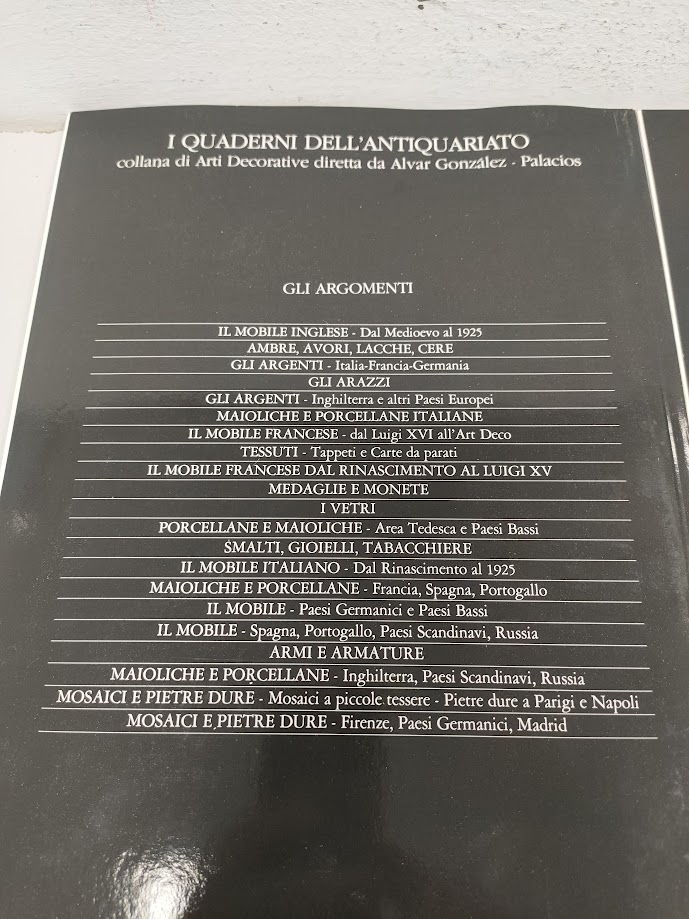 I QUADERNI DELL'ANTIQUARIATO
collana di Arti Decorative diretta da Alvar González - Palacios
GLI ARGOMENTI
IL MOBILE INGLESE - Dal Medioevo al 1925
AMBRE, AVORI, LACCHE, CERE
GLI ARGENTI - Italia-Francia-Germania
GLI ARAZZI
GLI ARGENTI - Inghilterra e altri Paesi Europei
MAIOLICHE E PORCELLANE ITALIANE
IL MOBILE FRANCESE - dal Luigi XVI all'Art Deco
TESSUTI - Tappeti e Carte da parati
IL MOBILE FRANCESE DAL RINASCIMENTO AL LUIGI XV
MEDAGLIE E MONETE
I VETRI
PORCELLANE E MAIOLICHE - Area Tedesca e Paesi Bassi
SMALTI, GIOIELLI, TABACCHIERE
IL MOBILE ITALIANO - Dal Rinascimento al 1925
MAIOLICHE E PORCELLANE - Francia, Spagna, Portogallo
IL MOBILE - Paesi Germanici e Paesi Bassi
IL MOBILE - Spagna, Portogallo, Paesi Scandinavi, Russia
ARMI E ARMATURE
MAIOLICHE E PORCELLANE - Inghilterra, Paesi Scandinavi, Russia
MOSAICI E PIETRE DURE - Mosaici a piccole tessere - Pietre dure a Parigi e Napoli
MOSAICI E PIETRE DURE - Firenze, Paesi Germanici, Madrid